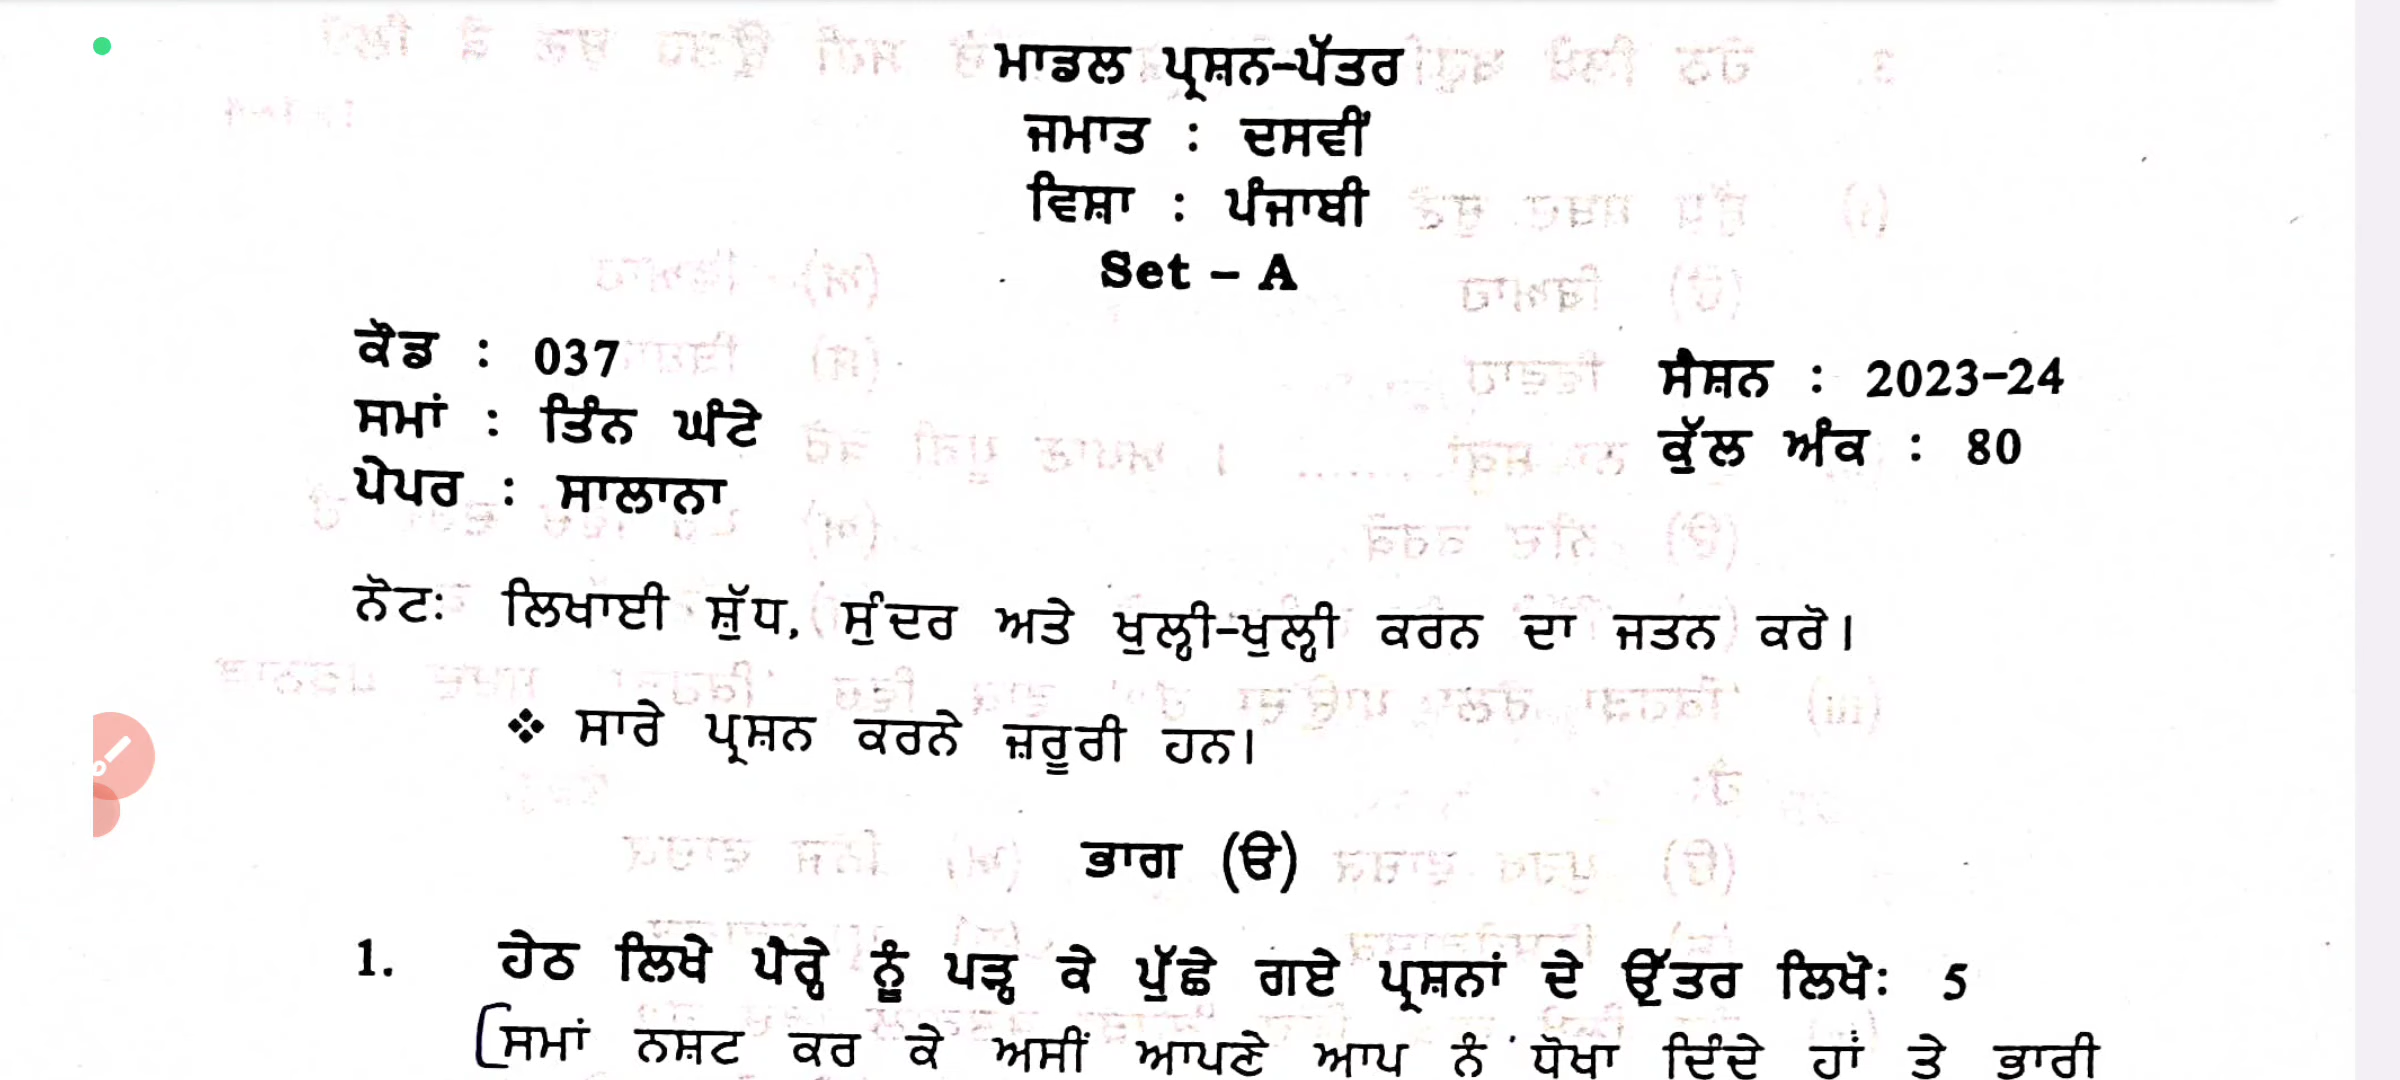 ਮਾਡਲ ਪ੍ਰਸ਼ਨ-ਪੱਤਰ
ਜਮਾਤ : ਦਸਵੀਂ
ਵਿਸ਼ਾ : ਪੰਜਾਬੀ
Set – A
ਕੋਡ : 037
ਸੈਸ਼ਨ : 2023-24
ਸਮਾਂ : ਤਿੰਨ ਘੰਟੇ
ਕੁੱਲ ਅੰਕ : 80
ਪੇਪਰ : ਸਾਲਾਨਾ
ਨੋਟ: ਲਿਖਾਈ ਸ਼ੁੱਧ, ਸੁੰਦਰ ਅਤੇ ਖੁਲ੍ਹੀ-ਖੁਲ੍ਹੀ ਕਰਨ ਦਾ ਜਤਨ ਕਰੋ।
❖ ਸਾਰੇ ਪ੍ਰਸ਼ਨ ਕਰਨੇ ਜ਼ਰੂਰੀ ਹਨ।
ਭਾਗ (ੳ)
1. ਹੇਠ ਲਿਖੇ ਪੈਰ੍ਹੇ ਨੂੰ ਪੜ੍ਹ ਕੇ ਪੁੱਛੇ ਗਏ ਪ੍ਰਸ਼ਨਾਂ ਦੇ ਉੱਤਰ ਲਿਖੋ: 5
ਸਮਾਂ ਨਸ਼ਟ ਕਰ ਕੇ ਅਸੀਂ ਆਪਣੇ ਆਪ ਨੂੰ ਧੋਖਾ ਦਿੰਦੇ ਹਾਂ ਤੇ ਭਾਰੀ